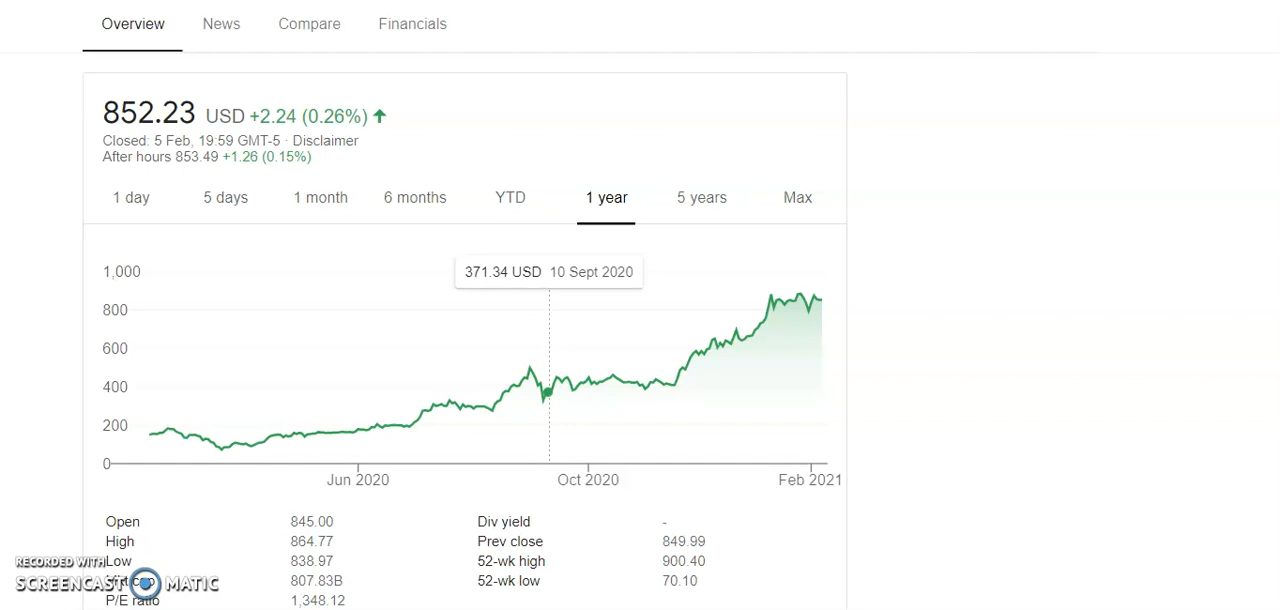 Overview News Compare Financials
852.23 USD +2.24 (0.26%)
Closed: 5 Feb, 19:59 GMT-5 · Disclaimer
After hours 853.49 +1.26 (0.15%)
1 day 5 days 1 month 6 months YTD 1 year 5 years Max
371.34 USD 10 Sept 2020
1,000
800
600
400
200
0
Jun 2020 Oct 2020 Feb 2021
Open 845.00 Div yield -
High 864.77 Prev close 849.99
Low 838.97 52-wk high 900.40
807.83B 52-wk low 70.10
P/E ratio 1,348.12
RECORDED WITH
SCREENCAST MATIC